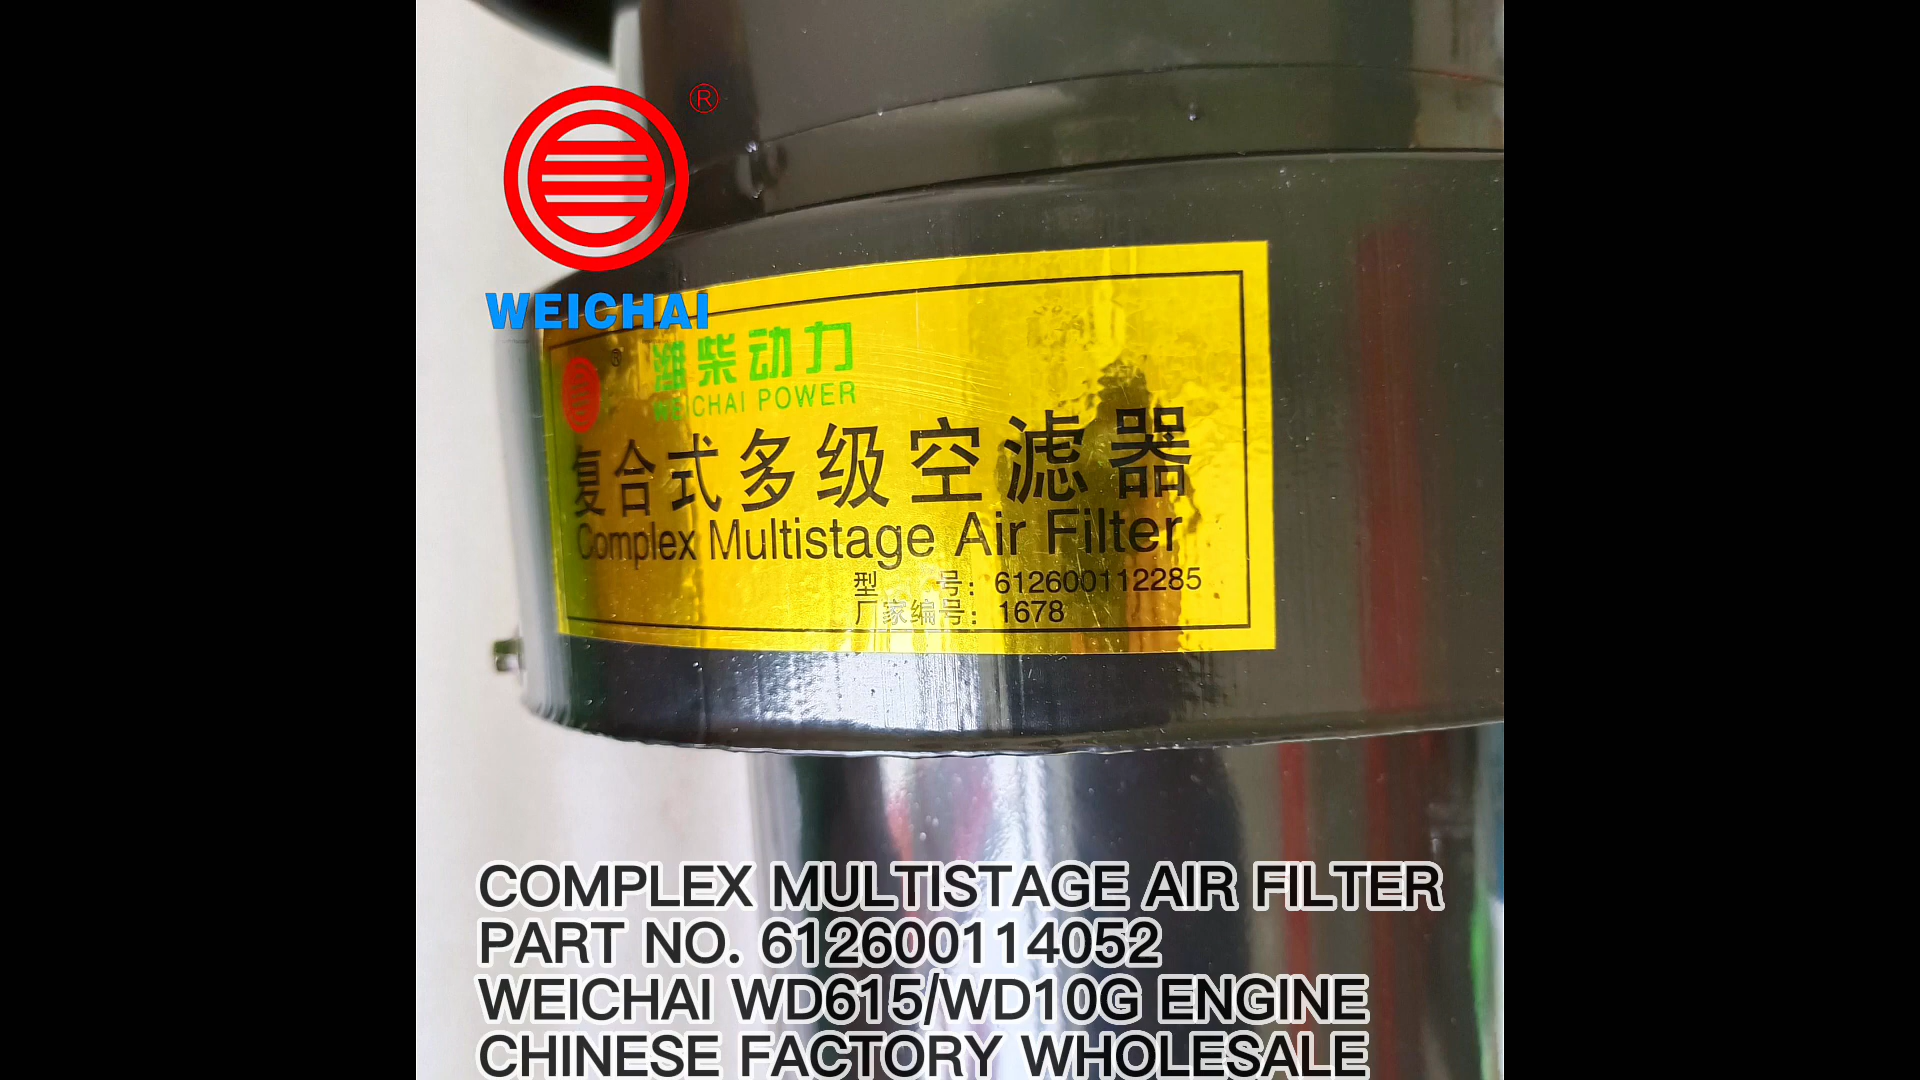 ®
WEICHAI
® 潍柴动力
WEICHAI POWER
复合式多级空滤器
Complex Multistage Air Filter
型 号: 612600112285
厂家编号: 1678
COMPLEX MULTISTAGE AIR FILTER
PART NO. 612600114052
WEICHAI WD615/WD10G ENGINE
CHINESE FACTORY WHOLESALE